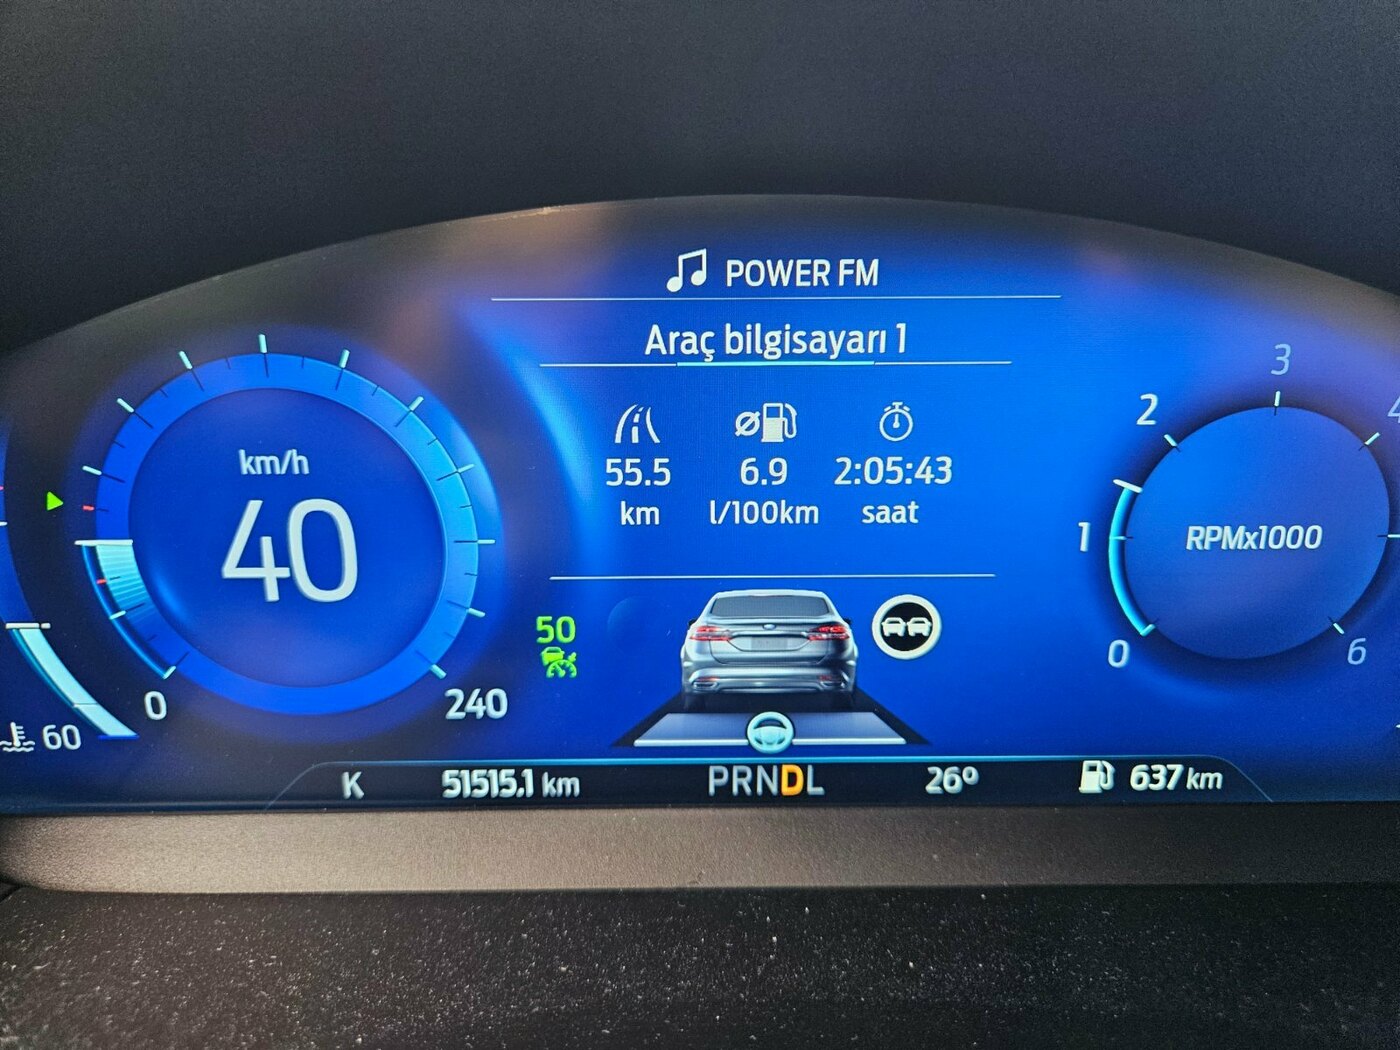 POWER FM
Araç bilgisayarı 1
55.5 6.9 2:05:43
km l/100km saat
km/h
40
0 240
60
50
3
2 4
1
RPMx1000
0 6
K 51515.1 km PRNDL 26° 637 km